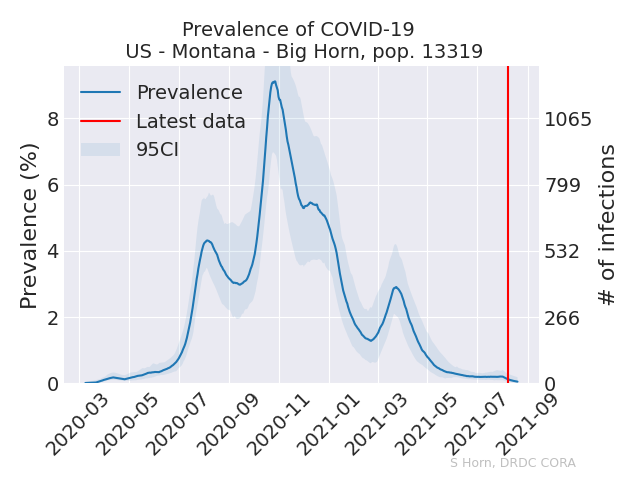 Prevalence of COVID-19
US - Montana - Big Horn, pop. 13319
Prevalence
Latest data
95CI
Prevalence (%)
8
6
4
2
0
1065
799
532
266
0
# of infections
2020-03
2020-05
2020-07
2020-09
2020-11
2021-01
2021-03
2021-05
2021-07
2021-09
S Horn, DRDC CORA